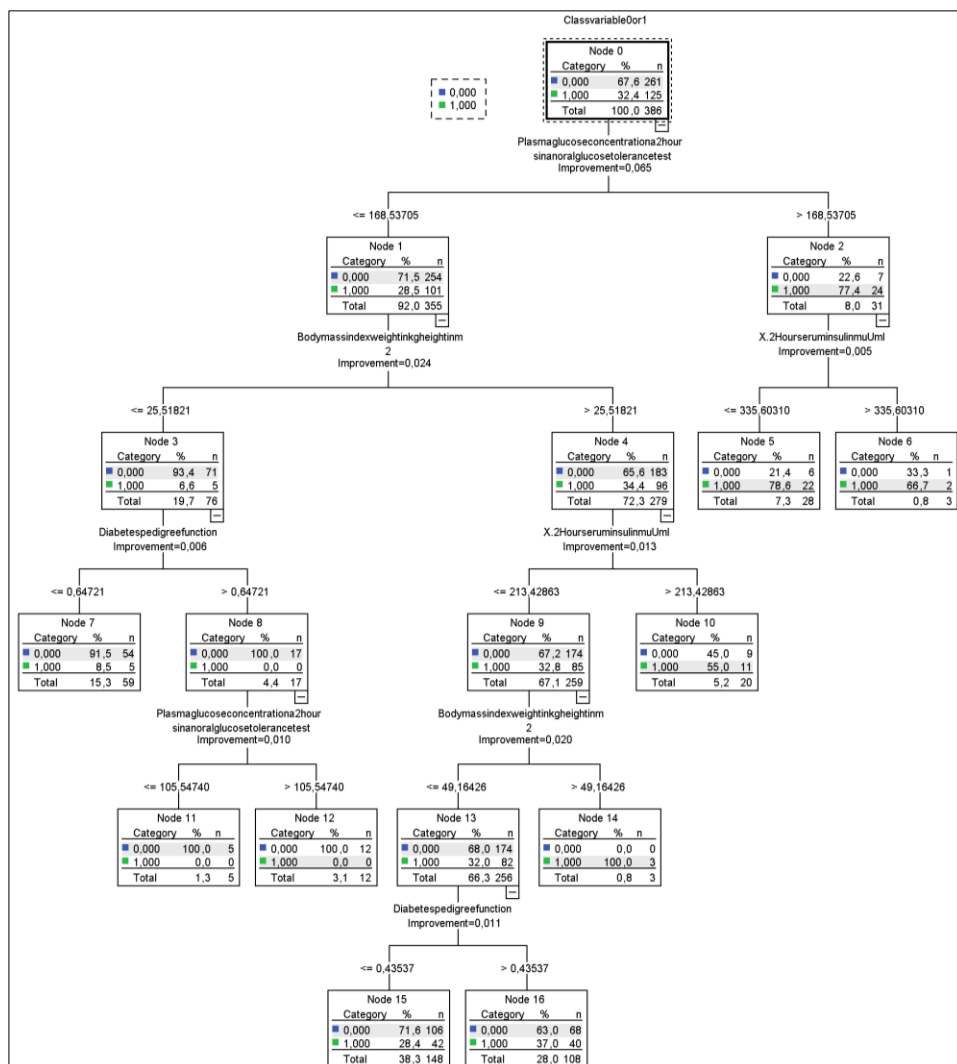 Classvariable0or1
Node 0
Category % n
0,000 67,6 261
1,000 32,4 125
Total 100,0 386
0,000
1,000
Plasmaglucoseconcentrationa2hour
sinanoralglucosetolerancetest
Improvement=0,065
<= 168,53705
> 168,53705
Node 1
Category % n
0,000 71,5 254
1,000 28,5 101
Total 92,0 355
Node 2
Category % n
0,000 22,6 7
1,000 77,4 24
Total 8,0 31
Bodymassindexweightinkgheightinm
2
Improvement=0,024
X.2HourseruminsulinmuUml
Improvement=0,005
<= 25,51821
> 25,51821
<= 335,60310
> 335,60310
Node 3
Category % n
0,000 93,4 71
1,000 6,6 5
Total 19,7 76
Node 4
Category % n
0,000 65,6 183
1,000 34,4 96
Total 72,3 279
Node 5
Category % n
0,000 21,4 6
1,000 78,6 22
Total 7,3 28
Node 6
Category % n
0,000 33,3 1
1,000 66,7 2
Total 0,8 3
Diabetespedigreefunction
Improvement=0,006
X.2HourseruminsulinmuUml
Improvement=0,013
<= 0,64721
> 0,64721
<= 213,42863
> 213,42863
Node 7
Category % n
0,000 91,5 54
1,000 8,5 5
Total 15,3 59
Node 8
Category % n
0,000 100,0 17
1,000 0,0 0
Total 4,4 17
Node 9
Category % n
0,000 67,2 174
1,000 32,8 85
Total 67,1 259
Node 10
Category % n
0,000 45,0 9
1,000 55,0 11
Total 5,2 20
Plasmaglucoseconcentrationa2hour
sinanoralglucosetolerancetest
Improvement=0,010
Bodymassindexweightinkgheightinm
2
Improvement=0,020
<= 105,54740
> 105,54740
<= 49,16426
> 49,16426
Node 11
Category % n
0,000 100,0 5
1,000 0,0 0
Total 1,3 5
Node 12
Category % n
0,000 100,0 12
1,000 0,0 0
Total 3,1 12
Node 13
Category % n
0,000 68,0 174
1,000 32,0 82
Total 66,3 256
Node 14
Category % n
0,000 0,0 0
1,000 100,0 3
Total 0,8 3
Diabetespedigreefunction
Improvement=0,011
<= 0,43537
> 0,43537
Node 15
Category % n
0,000 71,6 106
1,000 28,4 42
Total 38,3 148
Node 16
Category % n
0,000 63,0 68
1,000 37,0 40
Total 28,0 108